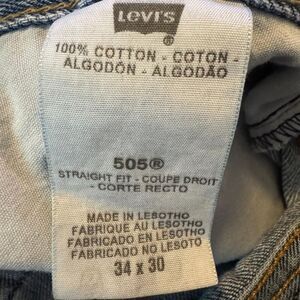 LEVI'S
®
100% COTTON - COTON -
ALGODÓN - ALGODÃO
505®
STRAIGHT FIT - COUPE DROIT
- CORTE RECTO
MADE IN LESOTHO
FABRIQUE AU LESOTHO
FABRICADO EN LESOTHO
FABRICADO NO LESOTO
34 x 30